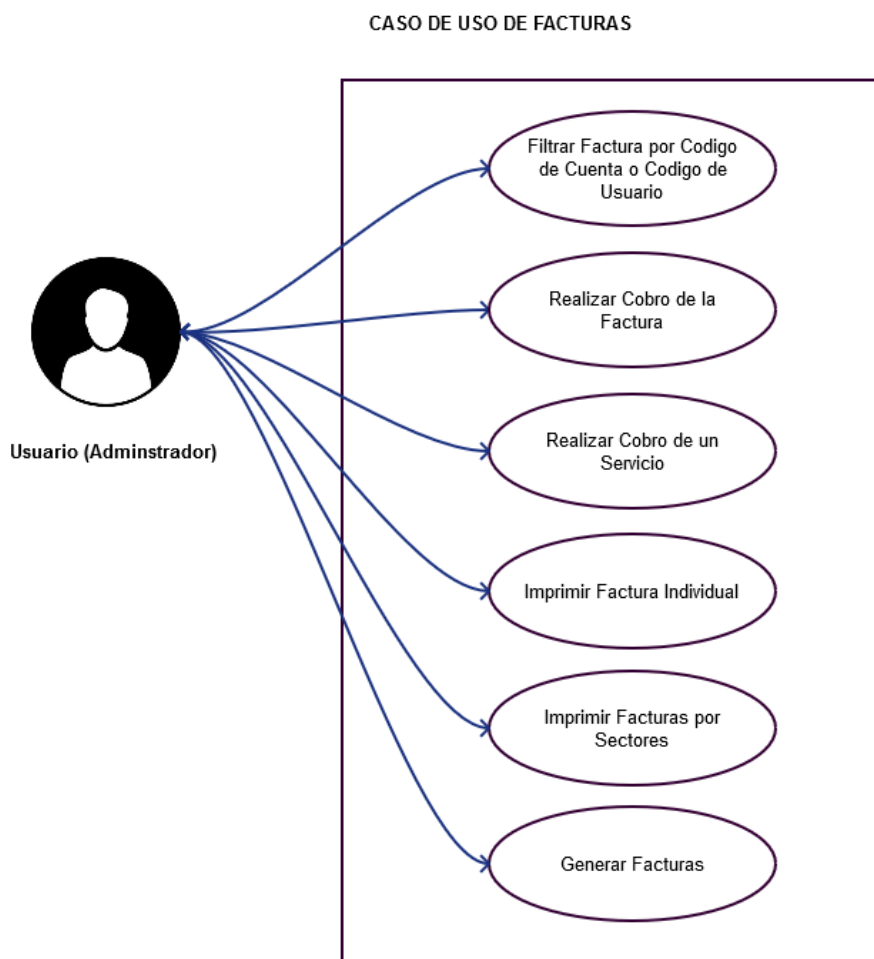 CASO DE USO DE FACTURAS
Filtrar Factura por Codigo
de Cuenta o Codigo de
Usuario
Realizar Cobro de la
Factura
Usuario (Adminstrador)
Realizar Cobro de un
Servicio
Imprimir Factura Individual
Imprimir Facturas por
Sectores
Generar Facturas